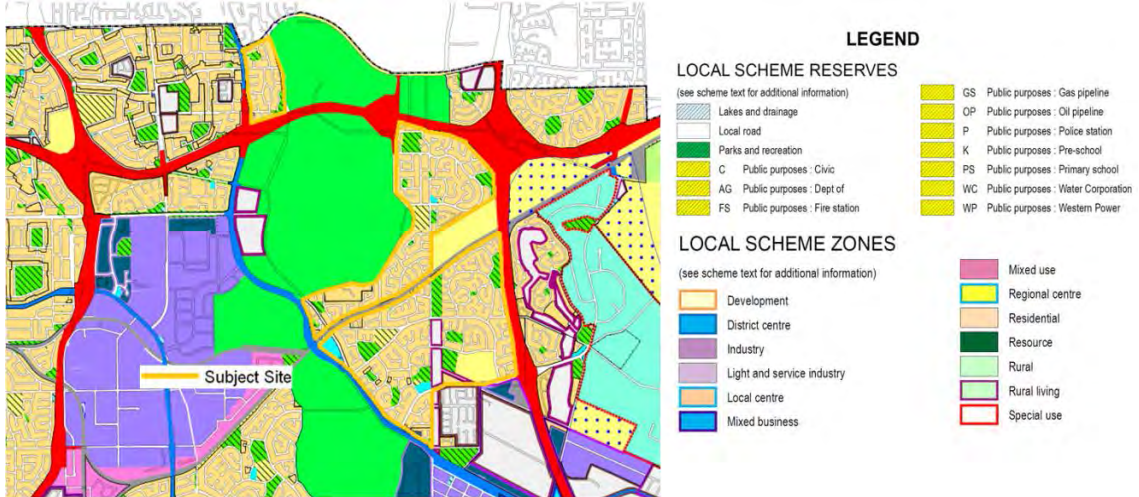 Subject Site
LEGEND
LOCAL SCHEME RESERVES
(see scheme text for additional information)
Lakes and drainage
Local road
Parks and recreation
C Public purposes : Civic
AG Public purposes : Dept of
FS Public purposes : Fire station
GS Public purposes : Gas pipeline
OP Public purposes : Oil pipeline
P Public purposes : Police station
K Public purposes : Pre-school
PS Public purposes : Primary school
WC Public purposes : Water Corporation
WP Public purposes : Western Power
LOCAL SCHEME ZONES
(see scheme text for additional information)
Development
District centre
Industry
Light and service industry
Local centre
Mixed business
Mixed use
Regional centre
Residential
Resource
Rural
Rural living
Special use